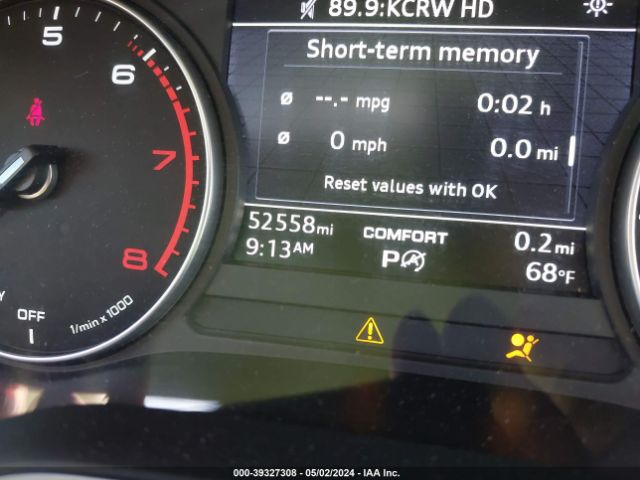 89.9:KCRW HD
5
Short-term memory
6
ø --.- mpg 0:02 h
ø 0 mph 0.0 mi
7
Reset values with OK
52558mi COMFORT 0.2mi
9:13AM P 68°F
8
OFF
1/min x 1000
000-39327308 - 05/02/2024 - IAA Inc.